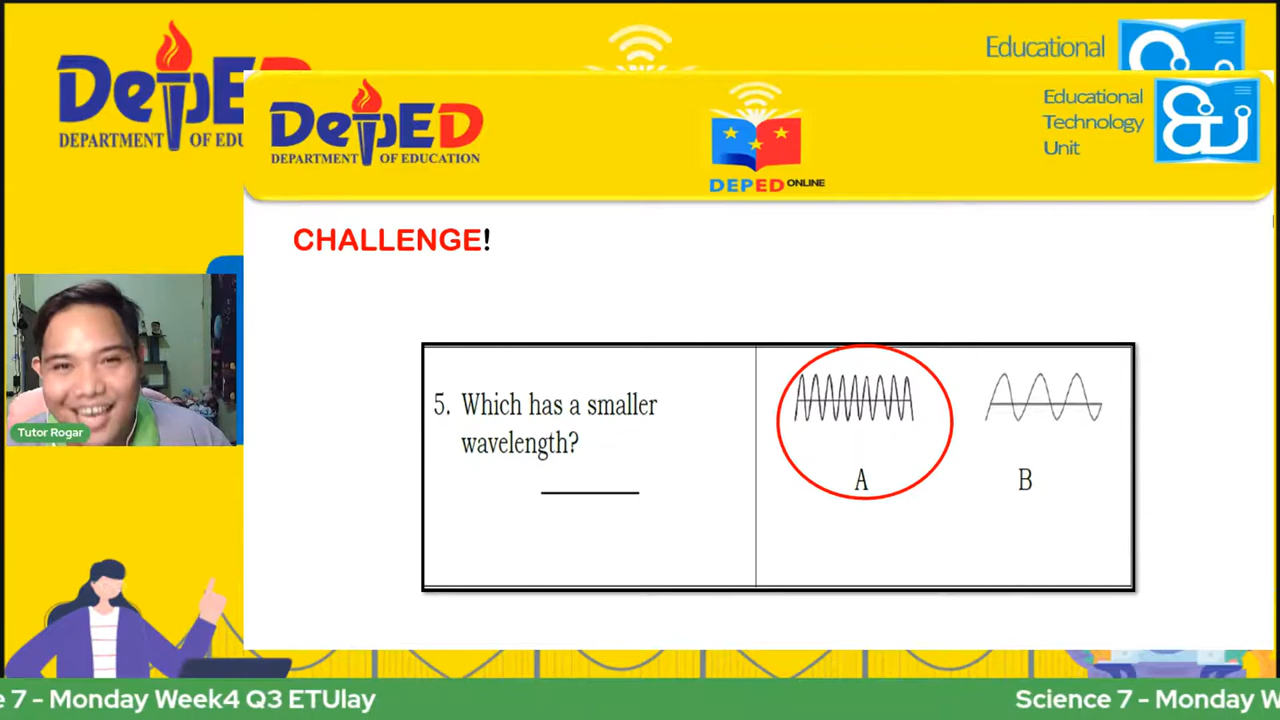 DepE
DEPARTMENT OF EDU
Educational
DepED
DEPARTMENT OF EDUCATION
DEPED ONLINE
Educational
Technology
Unit
CHALLENGE!
5. Which has a smaller
wavelength?
A
B
Tutor Rogar
e 7 - Monday Week4 Q3 ETUlay
Science 7 - Monday W